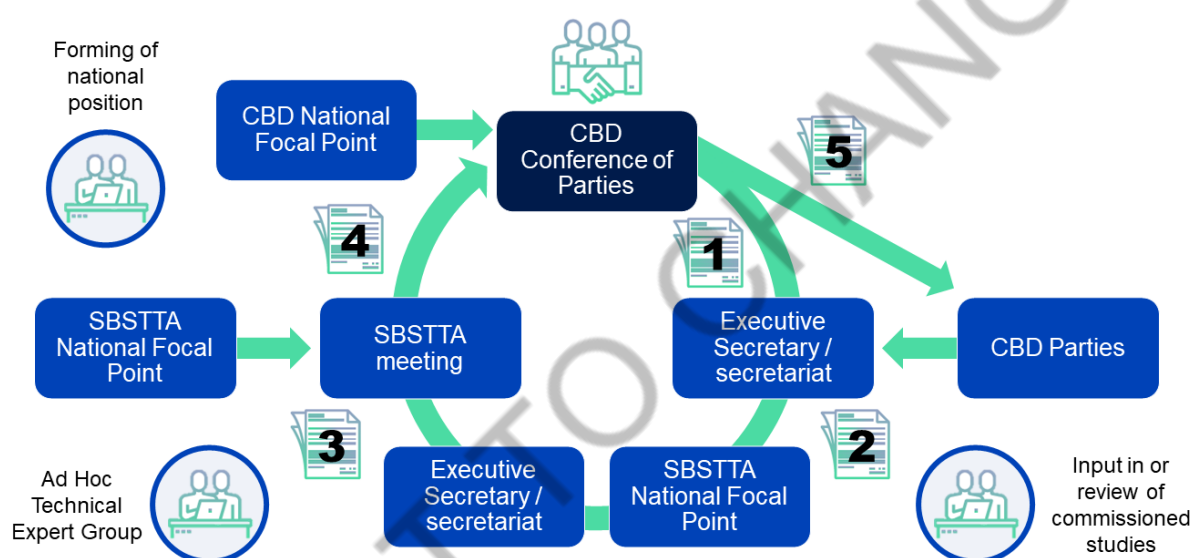 Forming of
national
position
CBD National
Focal Point
CBD
Conference of
Parties
5
4
1
SBSTTA
National Focal
Point
SBSTTA
meeting
Executive
Secretary /
secretariat
CBD Parties
3
2
Ad Hoc
Technical
Expert Group
Executive
Secretary /
secretariat
SBSTTA
National Focal
Point
Input in or
review of
commissioned
studies
T TO CHANC